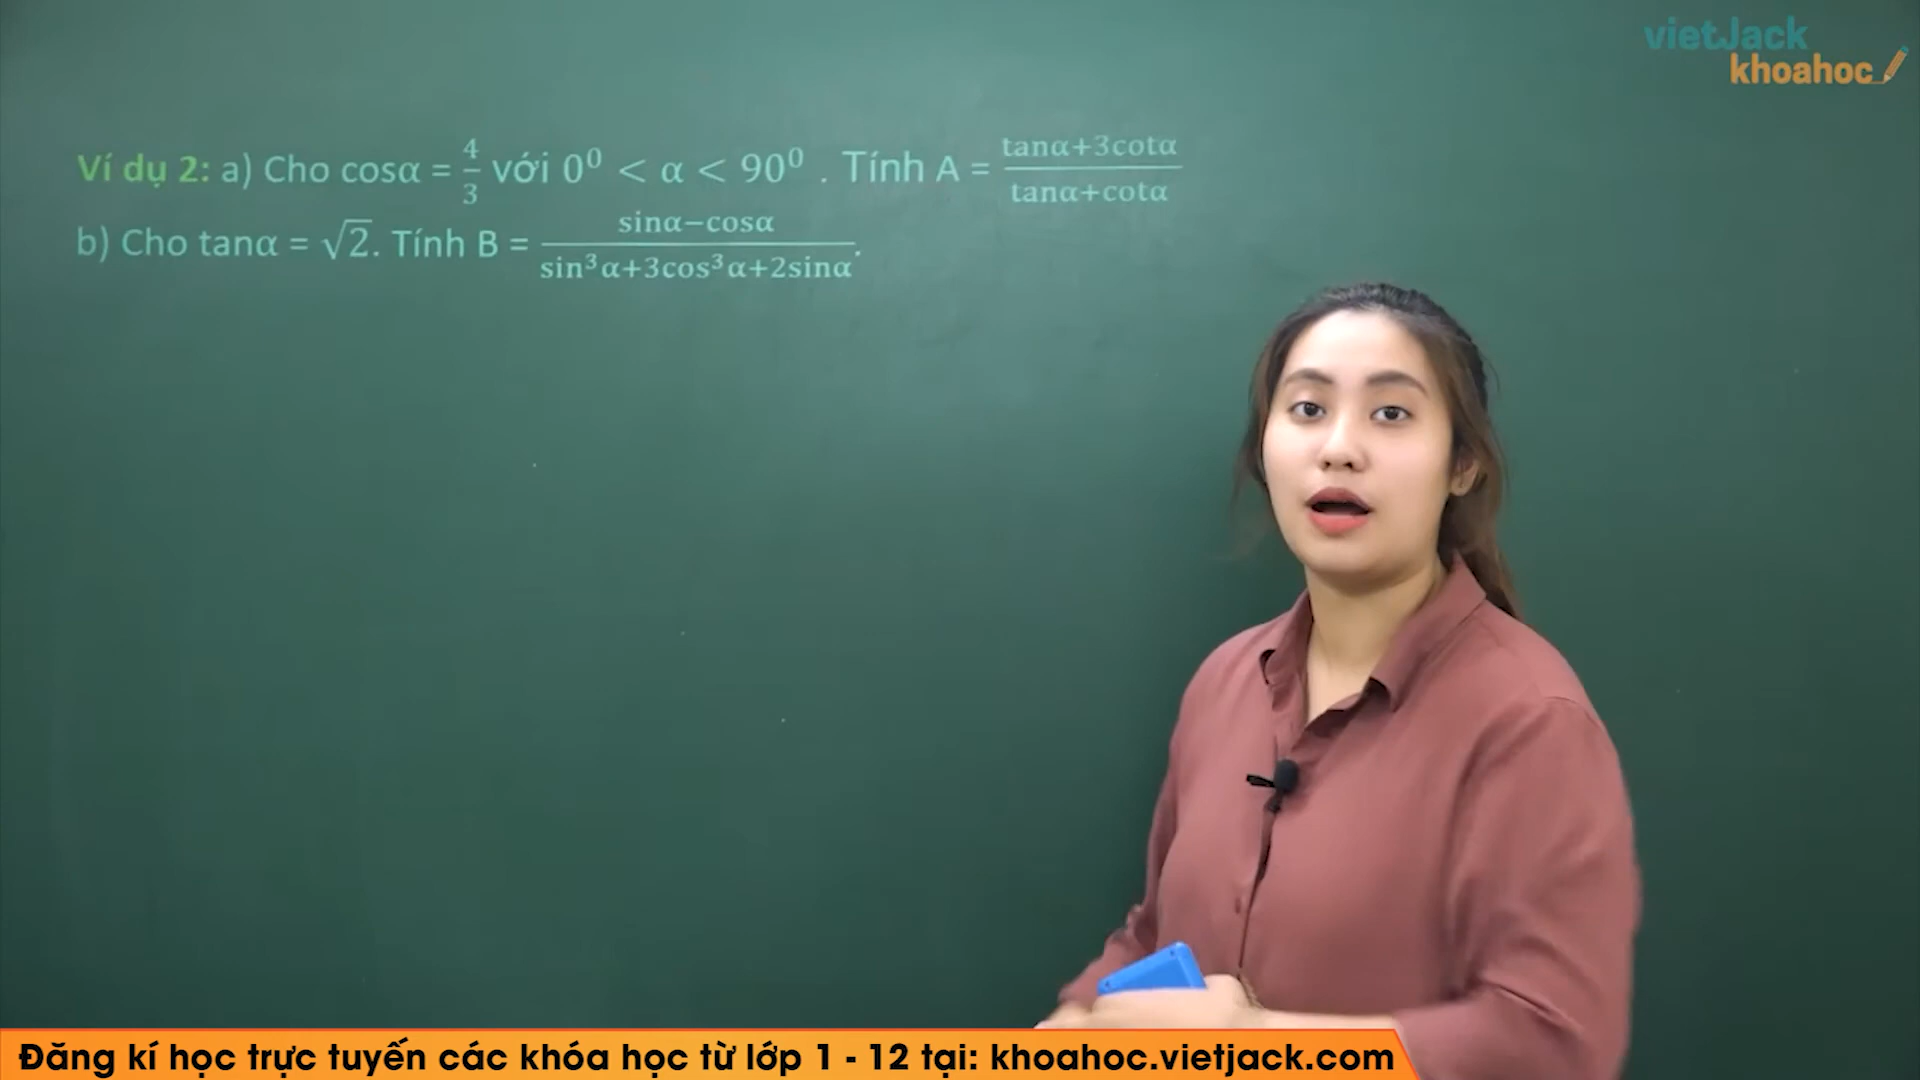 vietJack
khoahoc
Ví dụ 2: a) Cho cosα = 4/3 với 0⁰ < α < 90⁰ . Tính A = (tanα+3cotα)/(tanα+cotα)
b) Cho tanα = √2. Tính B = (sinα−cosα)/(sin³α+3cos³α+2sinα).
Đăng kí học trực tuyến các khóa học từ lớp 1 - 12 tại: khoahoc.vietjack.com